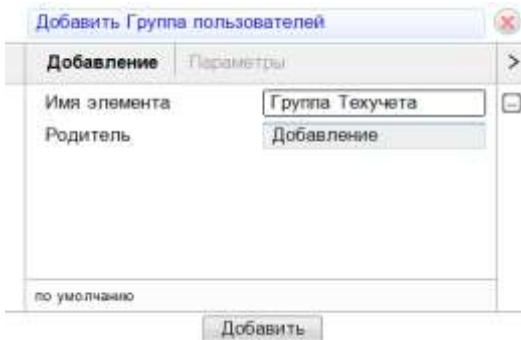 Добавить Группа пользователей
Добавление Параметры >
Имя элемента Группа Техучета
Родитель Добавление
по умолчанию
Добавить